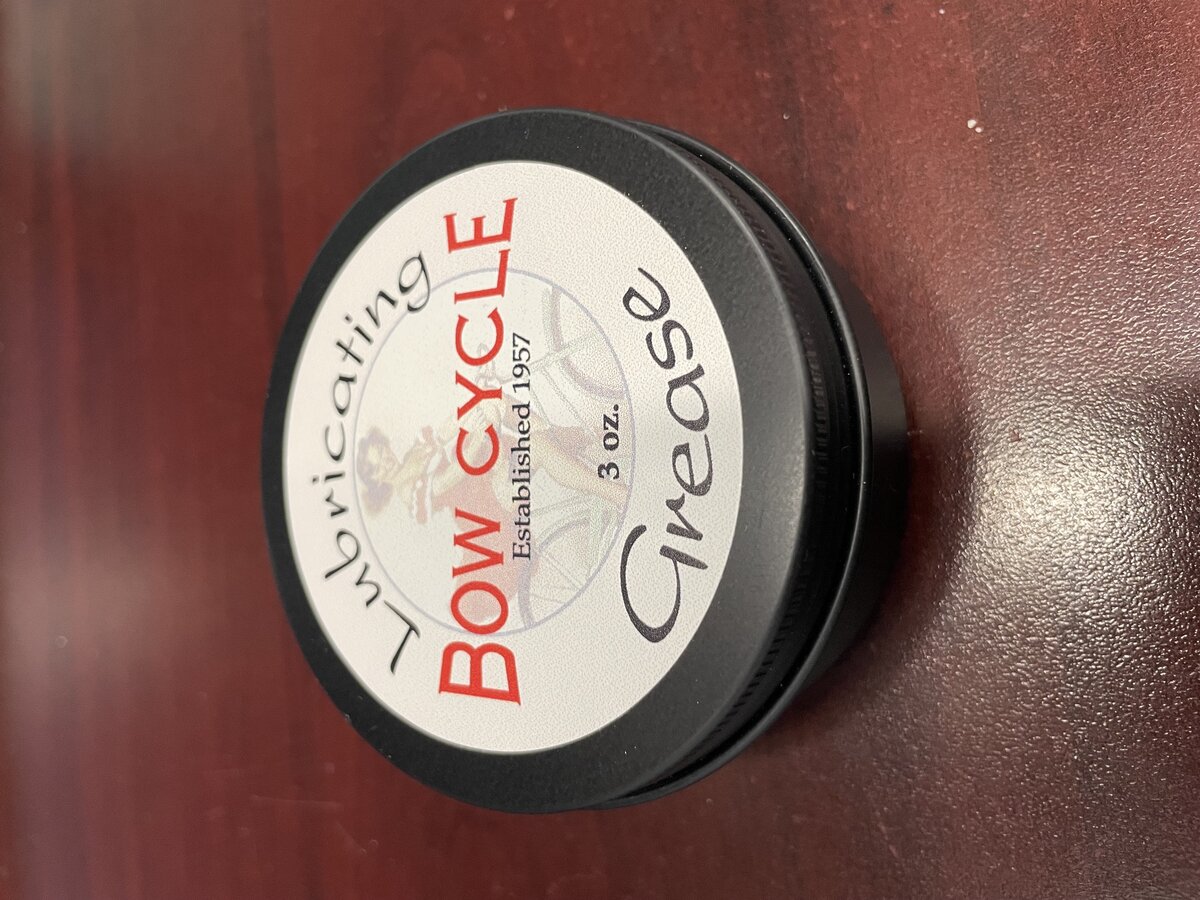 Lubricating
BOW CYCLE
Established 1957
3 oz.
Grease